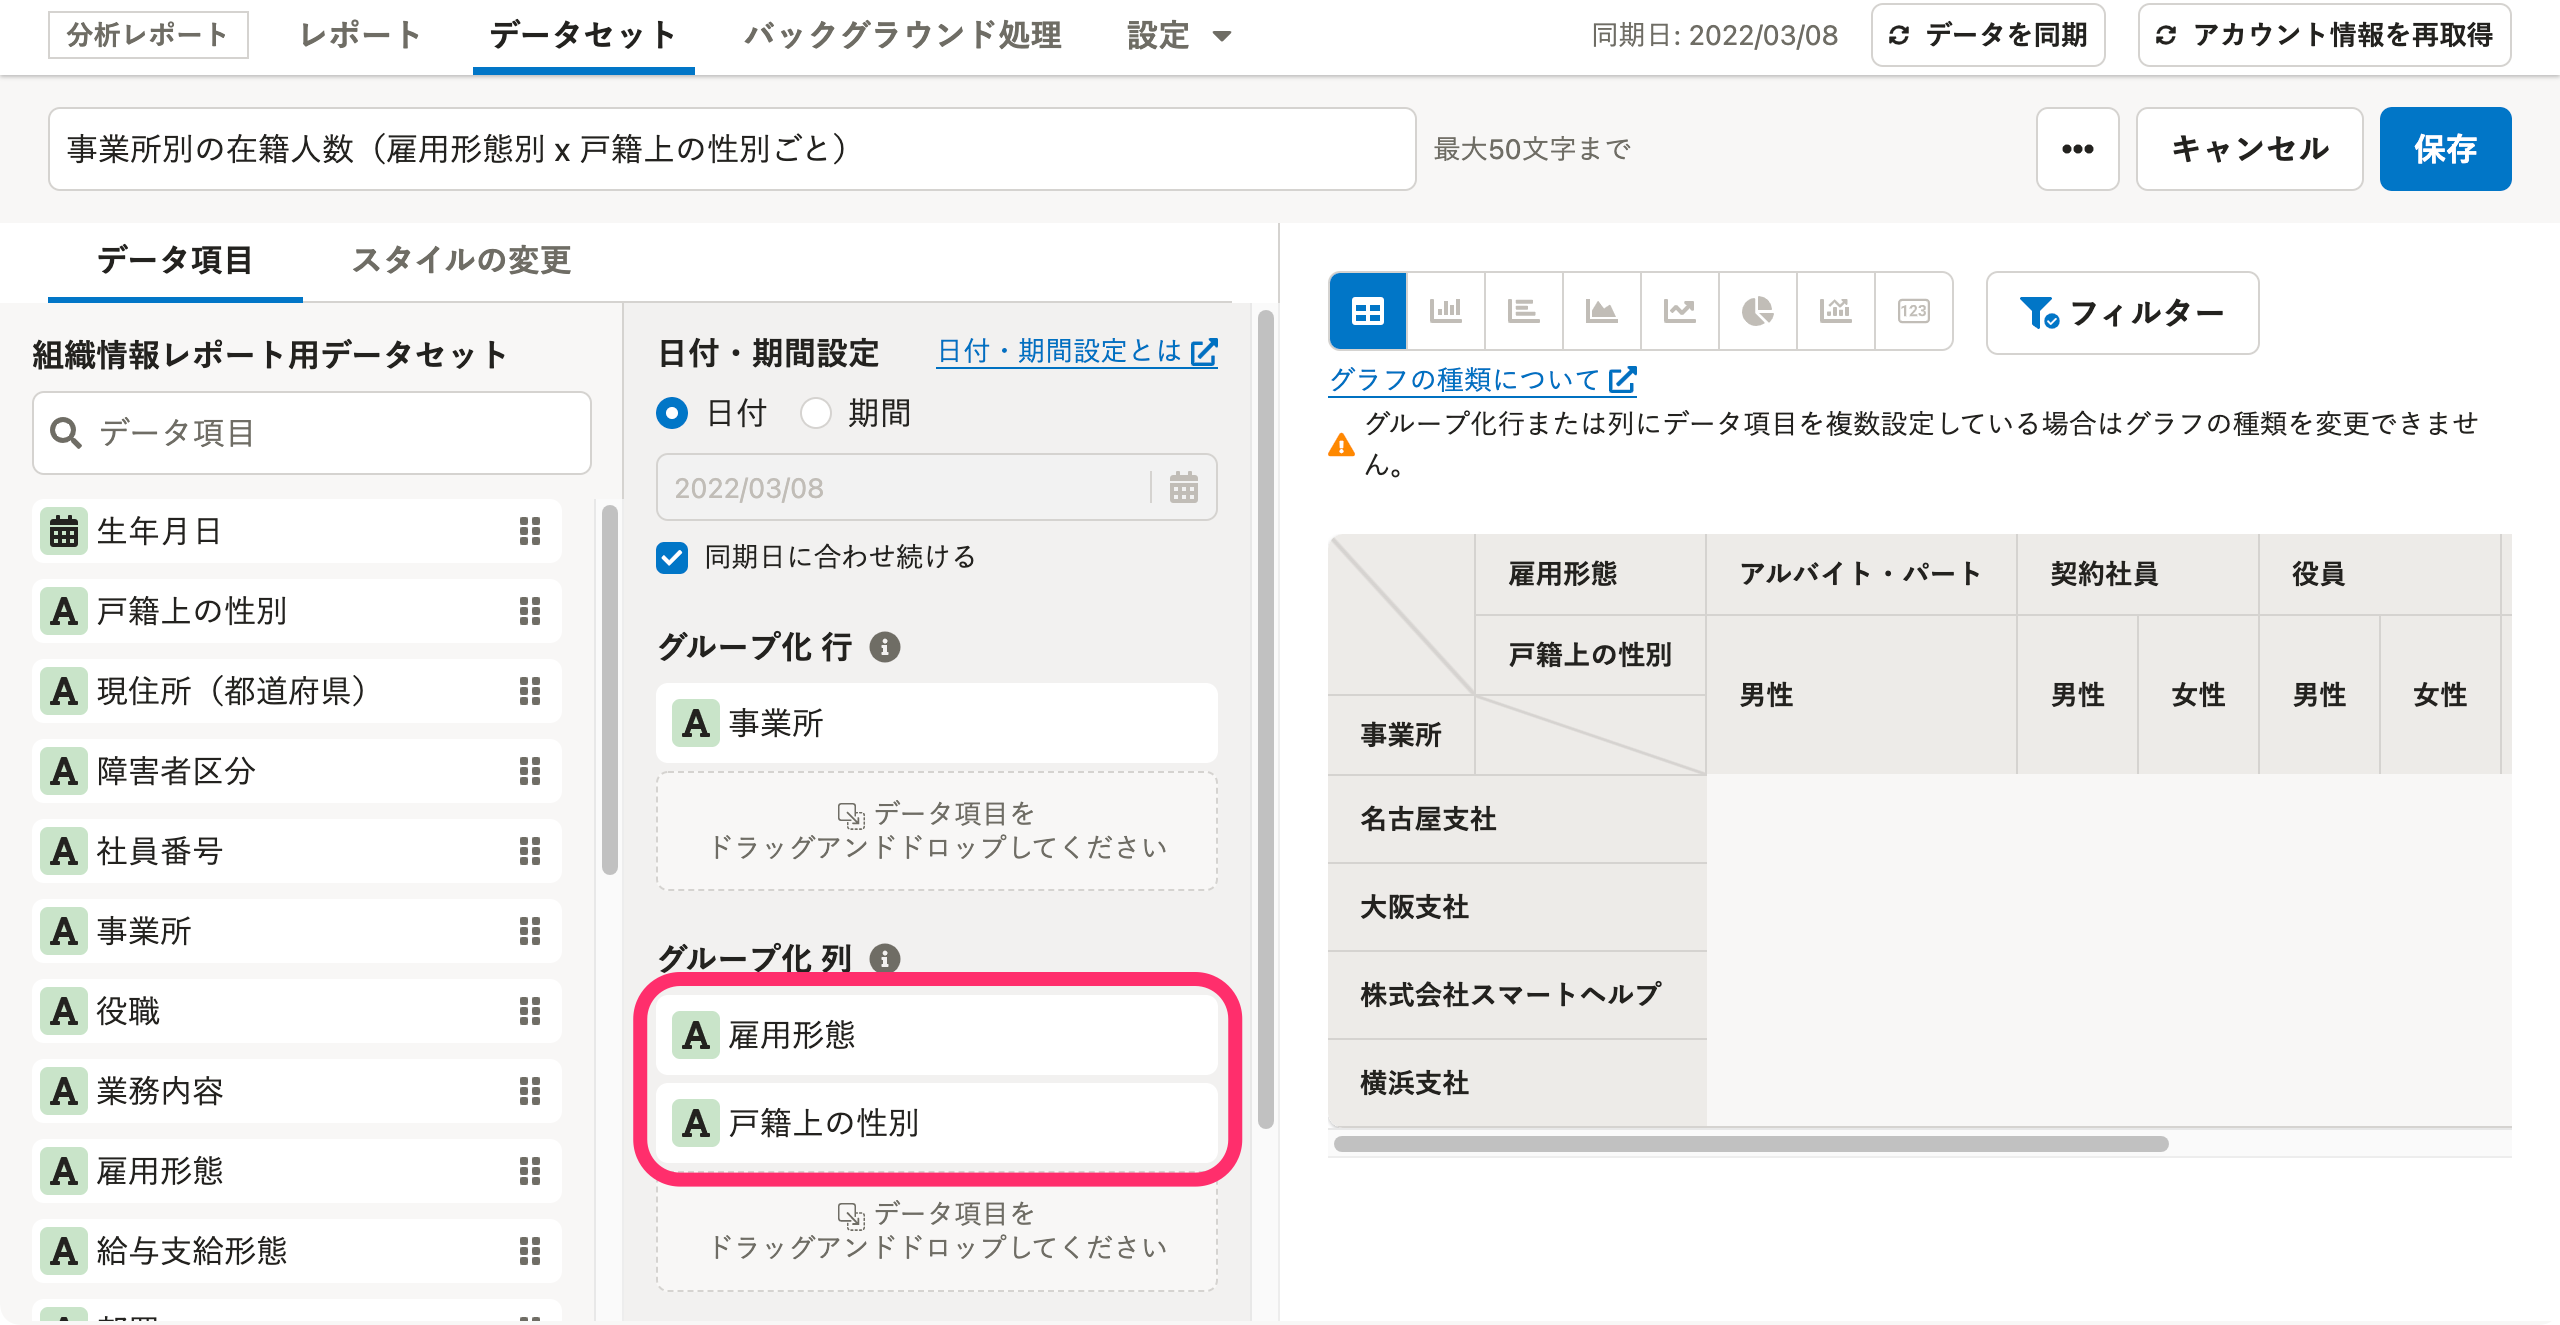 分析レポート レポート データセット バックグラウンド処理 設定 同期日: 2022/03/08 データを同期 アカウント情報を再取得
事業所別の在籍人数（雇用形態別 x 戸籍上の性別ごと） 最大50文字まで ••• キャンセル 保存
データ項目 スタイルの変更
組織情報レポート用データセット
データ項目
A 生年月日
A 戸籍上の性別
A 現住所（都道府県）
A 障害者区分
A 社員番号
A 事業所
A 役職
A 業務内容
A 雇用形態
A 給与支給形態
日付・期間設定 日付・期間設定とは
日付 期間
2022/03/08
同期日に合わせ続ける
グループ化 行
A 事業所
データ項目を
ドラッグアンドドロップしてください
グループ化 列
A 雇用形態
A 戸籍上の性別
データ項目を
ドラッグアンドドロップしてください
123 フィルター
グラフの種類について
グループ化行または列にデータ項目を複数設定している場合はグラフの種類を変更できませ
ん。
雇用形態 アルバイト・パート 契約社員 役員
戸籍上の性別
男性 男性 女性 男性 女性
事業所
名古屋支社
大阪支社
株式会社スマートヘルプ
横浜支社